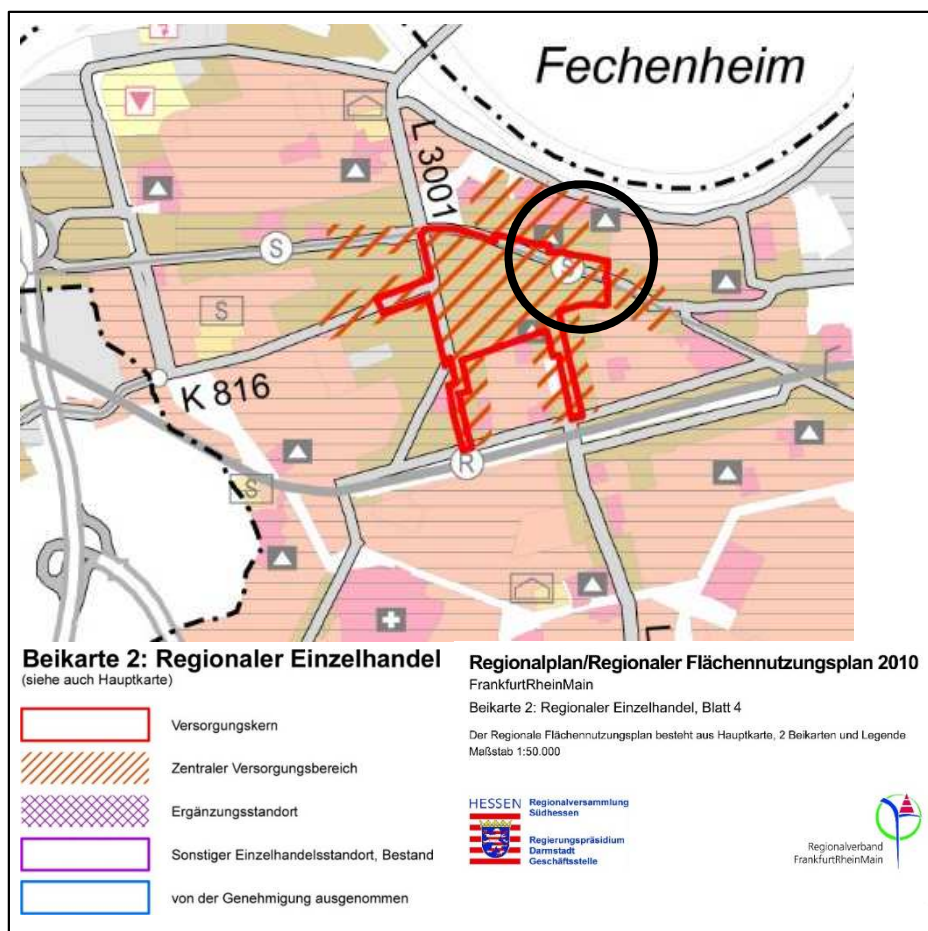 Fechenheim
L 3001
S
S
S
K 816
S
R
L
Beikarte 2: Regionaler Einzelhandel
(siehe auch Hauptkarte)
Versorgungskern
Zentraler Versorgungsbereich
Ergänzungsstandort
Sonstiger Einzelhandelsstandort, Bestand
von der Genehmigung ausgenommen
Regionalplan/Regionaler Flächennutzungsplan 2010
FrankfurtRheinMain
Beikarte 2: Regionaler Einzelhandel, Blatt 4
Der Regionale Flächennutzungsplan besteht aus Hauptkarte, 2 Beikarten und Legende
Maßstab 1:50.000
HESSEN
Regionalversammlung
Südhessen
Regierungspräsidium
Darmstadt
Geschäftsstelle
Regionalverband
FrankfurtRheinMain